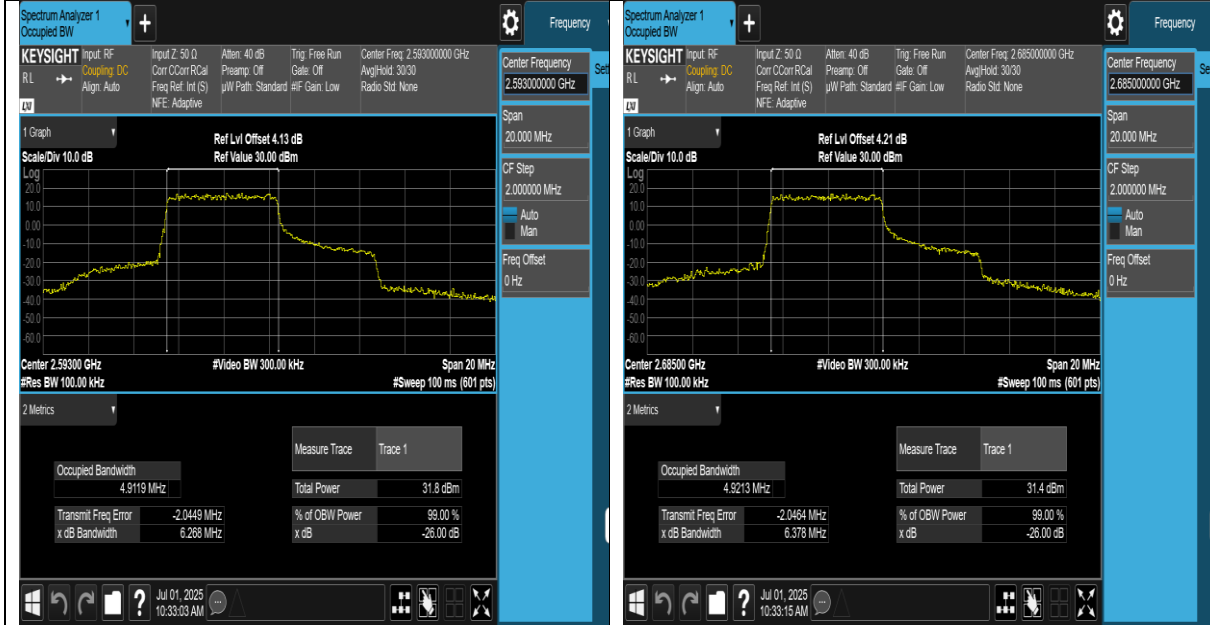 Spectrum Analyzer 1
Occupied BW
+
Frequency
KEYSIGHT Input: RF Input Z: 50 Ω Atten: 40 dB Trig: Free Run Center Freq: 2.593000000 GHz
RL Coupling: DC Corr CCorr RCal Preamp: Off Gate: Off Avg|Hold: 30/30
Align: Auto Freq Ref: Int (S) µW Path: Standard #IF Gain: Low Radio Std: None
LXI NFE: Adaptive
Center Frequency
2.593000000 GHz
Sett
Span
20.000 MHz
CF Step
2.000000 MHz
Auto
Man
Freq Offset
0 Hz
1 Graph
Ref Lvl Offset 4.13 dB
Scale/Div 10.0 dB Ref Value 30.00 dBm
Log
20.0
10.0
0.00
-10.0
-20.0
-30.0
-40.0
-50.0
-60.0
Center 2.59300 GHz #Video BW 300.00 kHz Span 20 MHz
#Res BW 100.00 kHz #Sweep 100 ms (601 pts)
2 Metrics
Measure Trace Trace 1
Occupied Bandwidth
4.9119 MHz Total Power 31.8 dBm
Transmit Freq Error -2.0449 MHz % of OBW Power 99.00 %
x dB Bandwidth 6.268 MHz x dB -26.00 dB
? Jul 01, 2025
10:33:03 AM
Spectrum Analyzer 1
Occupied BW
+
Frequency
KEYSIGHT Input: RF Input Z: 50 Ω Atten: 40 dB Trig: Free Run Center Freq: 2.685000000 GHz
RL Coupling: DC Corr CCorr RCal Preamp: Off Gate: Off Avg|Hold: 30/30
Align: Auto Freq Ref: Int (S) µW Path: Standard #IF Gain: Low Radio Std: None
LXI NFE: Adaptive
Center Frequency
2.685000000 GHz
Se
Span
20.000 MHz
CF Step
2.000000 MHz
Auto
Man
Freq Offset
0 Hz
1 Graph
Ref Lvl Offset 4.21 dB
Scale/Div 10.0 dB Ref Value 30.00 dBm
Log
20.0
10.0
0.00
-10.0
-20.0
-30.0
-40.0
-50.0
-60.0
Center 2.68500 GHz #Video BW 300.00 kHz Span 20 MHz
#Res BW 100.00 kHz #Sweep 100 ms (601 pts)
2 Metrics
Measure Trace Trace 1
Occupied Bandwidth
4.9213 MHz Total Power 31.4 dBm
Transmit Freq Error -2.0464 MHz % of OBW Power 99.00 %
x dB Bandwidth 6.378 MHz x dB -26.00 dB
? Jul 01, 2025
10:33:15 AM